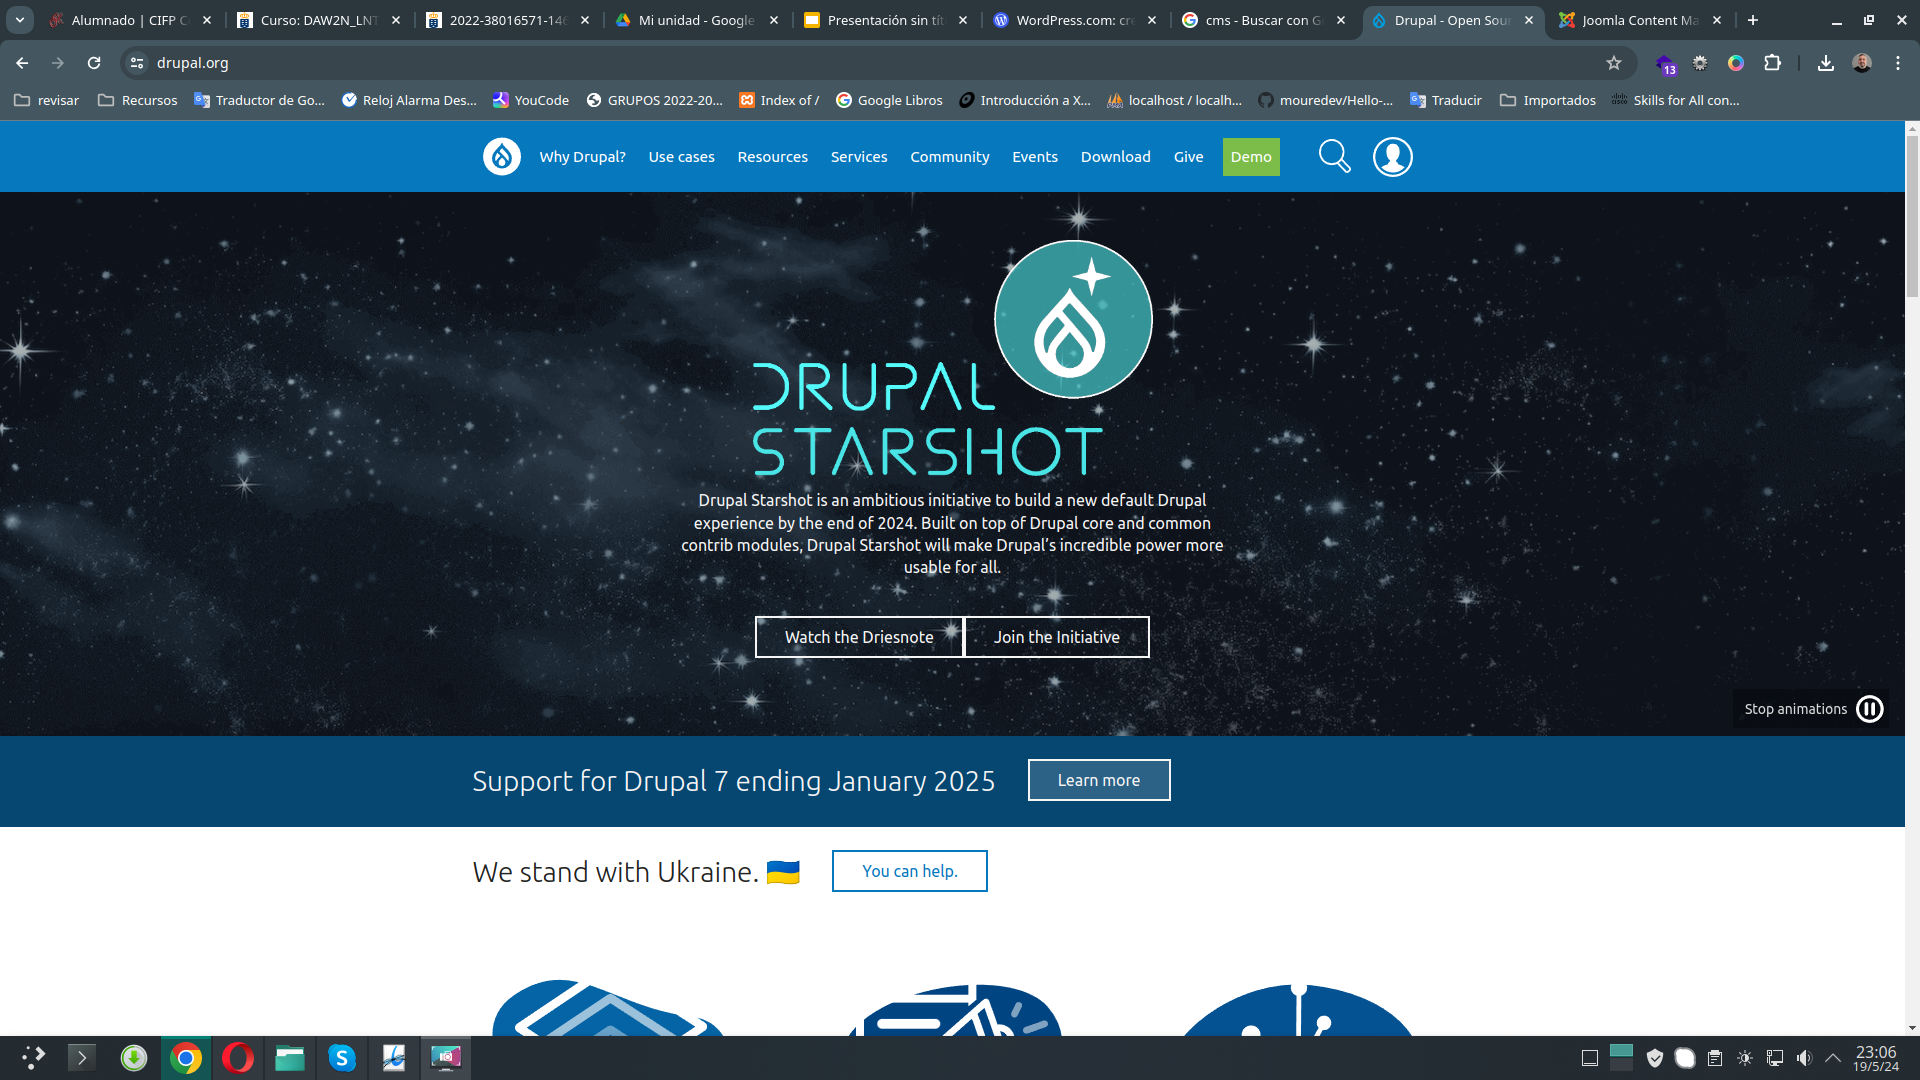 Alumnado | CIFP C
Curso: DAW2N_LNT
2022-38016571-146
Mi unidad - Google
Presentación sin tít
WordPress.com: cre
cms - Buscar con G
Drupal - Open Sour
Joomla Content Ma
drupal.org
13
revisar
Recursos
Traductor de Go...
Reloj Alarma Des...
YouCode
GRUPOS 2022-20...
Index of /
Google Libros
Introducción a X...
localhost / localh...
mouredev/Hello-...
Traducir
Importados
Skills for All con...
Why Drupal?
Use cases
Resources
Services
Community
Events
Download
Give
Demo
DRUPAL
STARSHOT
Drupal Starshot is an ambitious initiative to build a new default Drupal
experience by the end of 2024. Built on top of Drupal core and common
contrib modules, Drupal Starshot will make Drupal’s incredible power more
usable for all.
Watch the Driesnote
Join the Initiative
Stop animations
Support for Drupal 7 ending January 2025
Learn more
We stand with Ukraine. 🇺🇦
You can help.
23:06
19/5/24